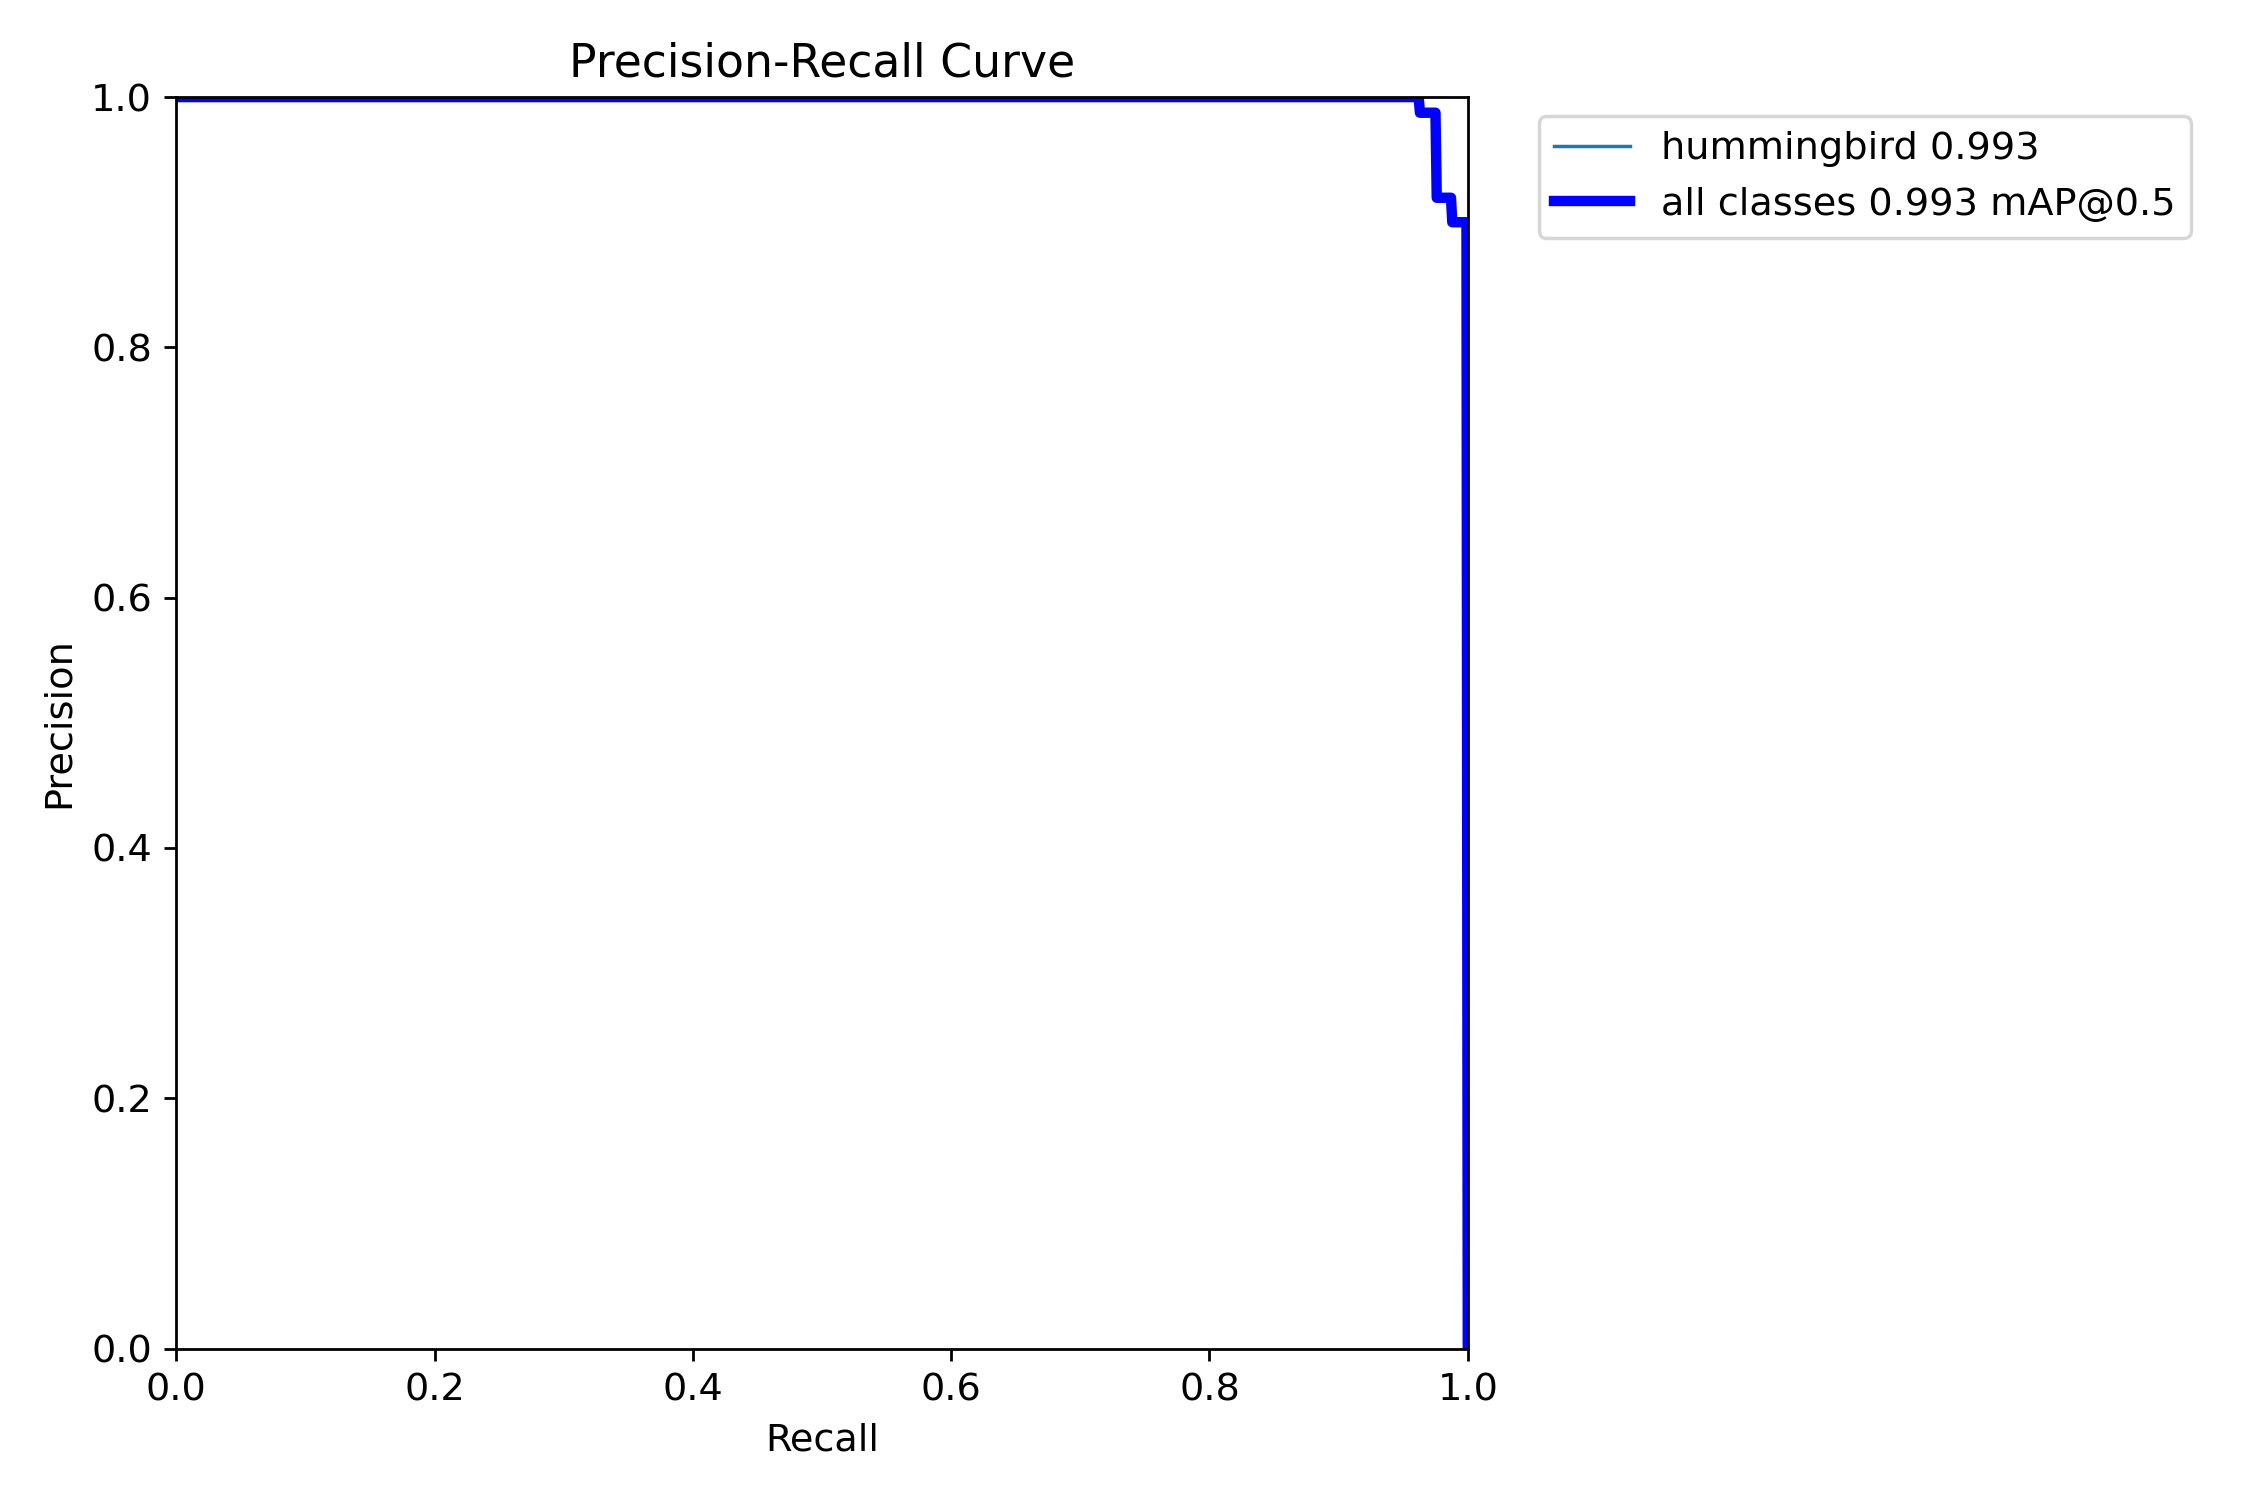 Precision-Recall Curve
1.0
0.8
0.6
0.4
0.2
0.0
Precision
0.0 0.2 0.4 0.6 0.8 1.0
Recall
hummingbird 0.993
all classes 0.993 mAP@0.5